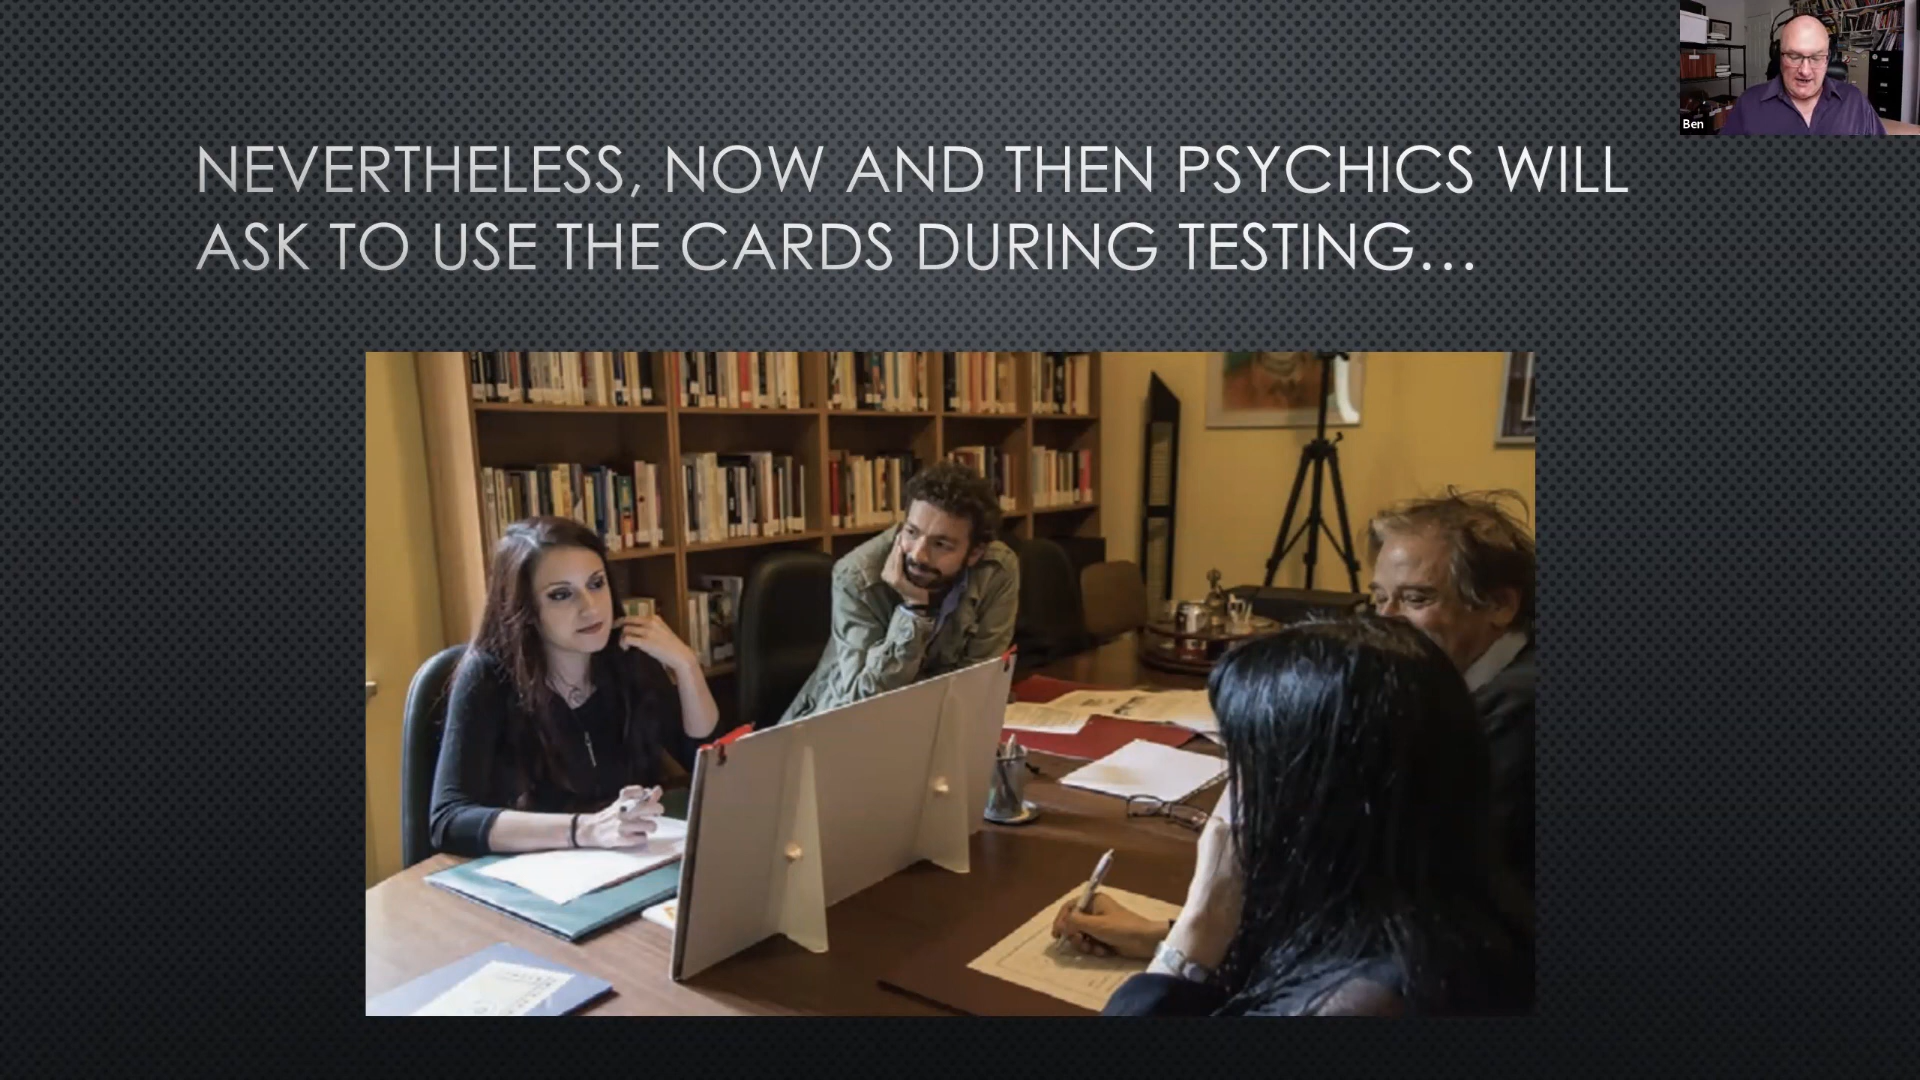 Ben
NEVERTHELESS, NOW AND THEN PSYCHICS WILL
ASK TO USE THE CARDS DURING TESTING...